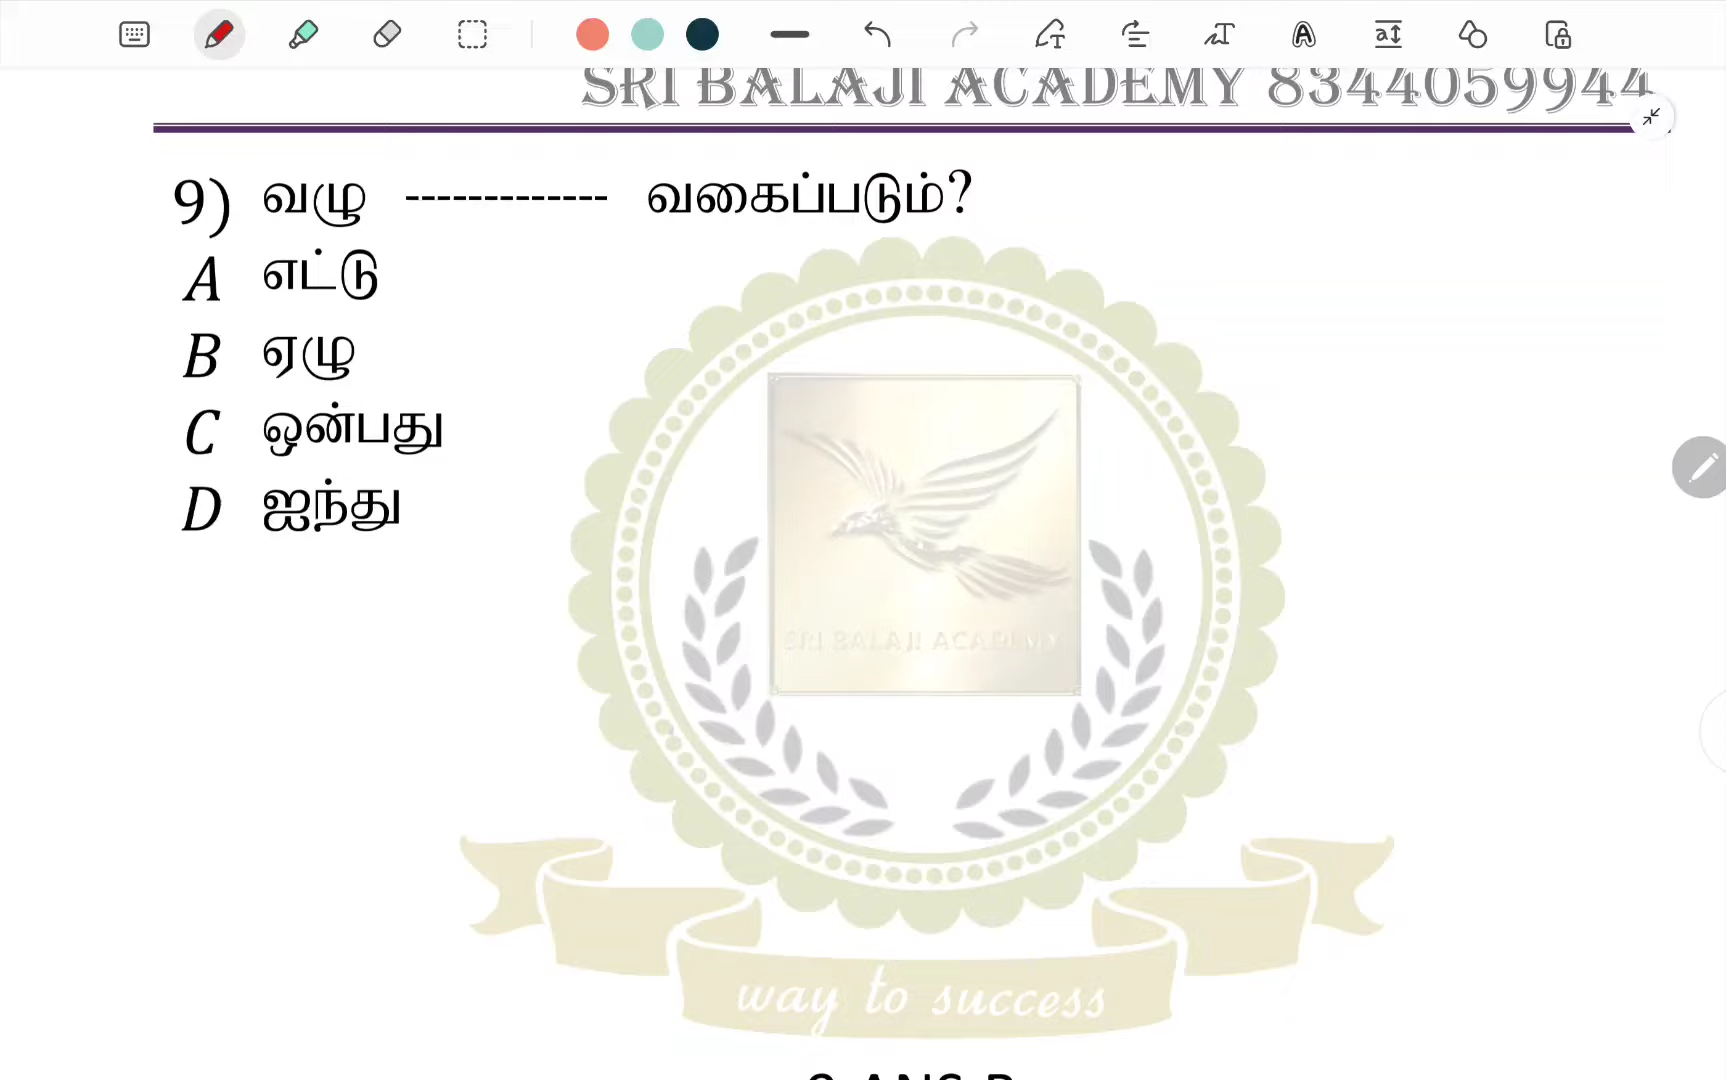 SRI BALAJI ACADEMY 8344059944
9) வழு ------------- வகைப்படும்?
A எட்டு
B ஏழு
C ஒன்பது
D ஐந்து
SRI BALAJI ACADEMY
way to success